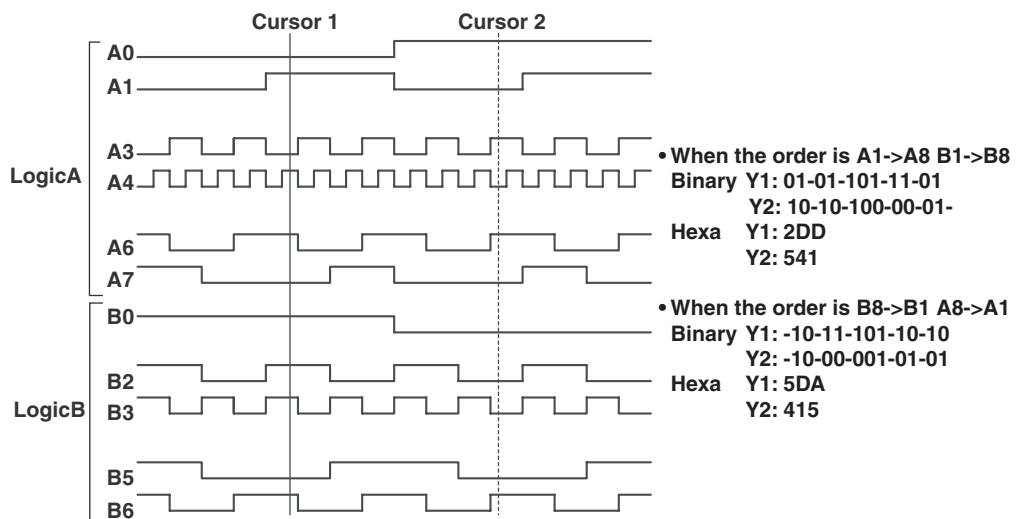 Cursor 1 Cursor 2
A0
A1
A3
LogicA A4
A6
A7
B0
B2
LogicB B3
B5
B6
• When the order is A1->A8 B1->B8
Binary Y1: 01-01-101-11-01
Y2: 10-10-100-00-01-
Hexa Y1: 2DD
Y2: 541
• When the order is B8->B1 A8->A1
Binary Y1: -10-11-101-10-10
Y2: -10-00-001-01-01
Hexa Y1: 5DA
Y2: 415